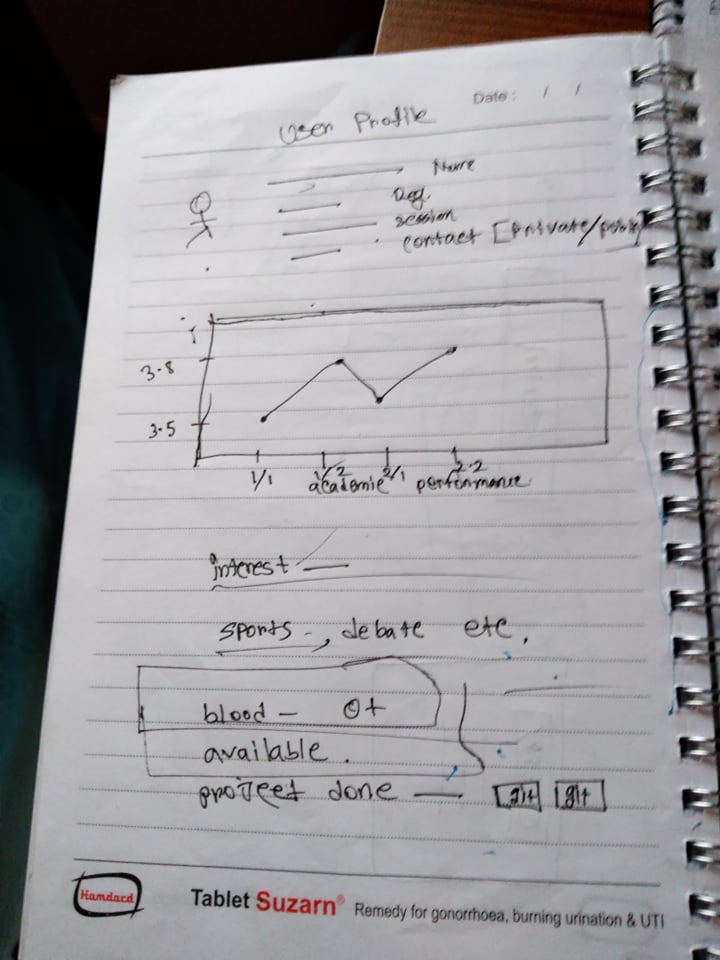 Date: / /
User Profile
Name
Reg.
session
contact [private/public]
3.8
3.5
1/1 1/2 2/1 2.2
academic performance
interest —
sports -, debate etc.
blood - O+
available.
project done — git git
Hamdard Tablet Suzarn® Remedy for gonorrhoea, burning urination & UTI